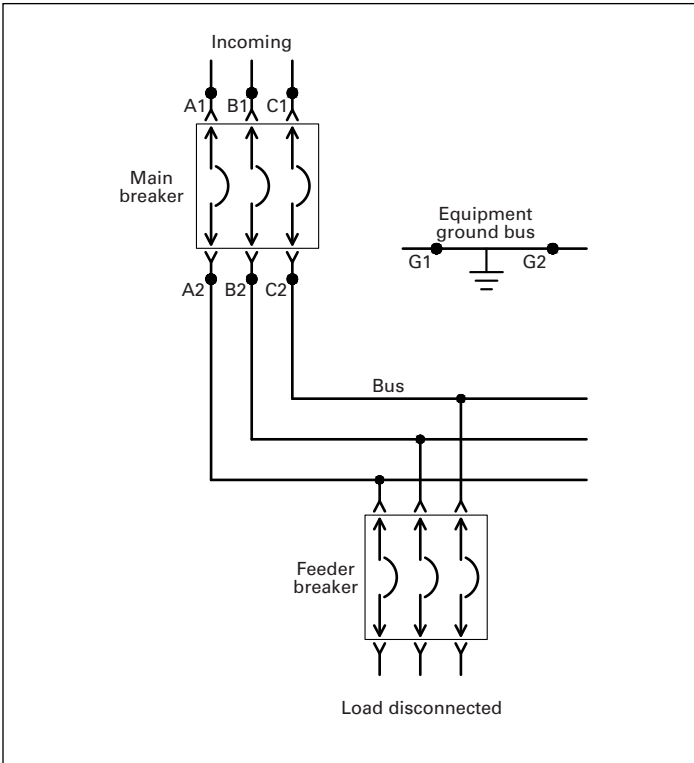 Incoming
A1 B1 C1
Main
breaker
Equipment
ground bus
G1 G2
A2 B2 C2
Bus
Feeder
breaker
Load disconnected